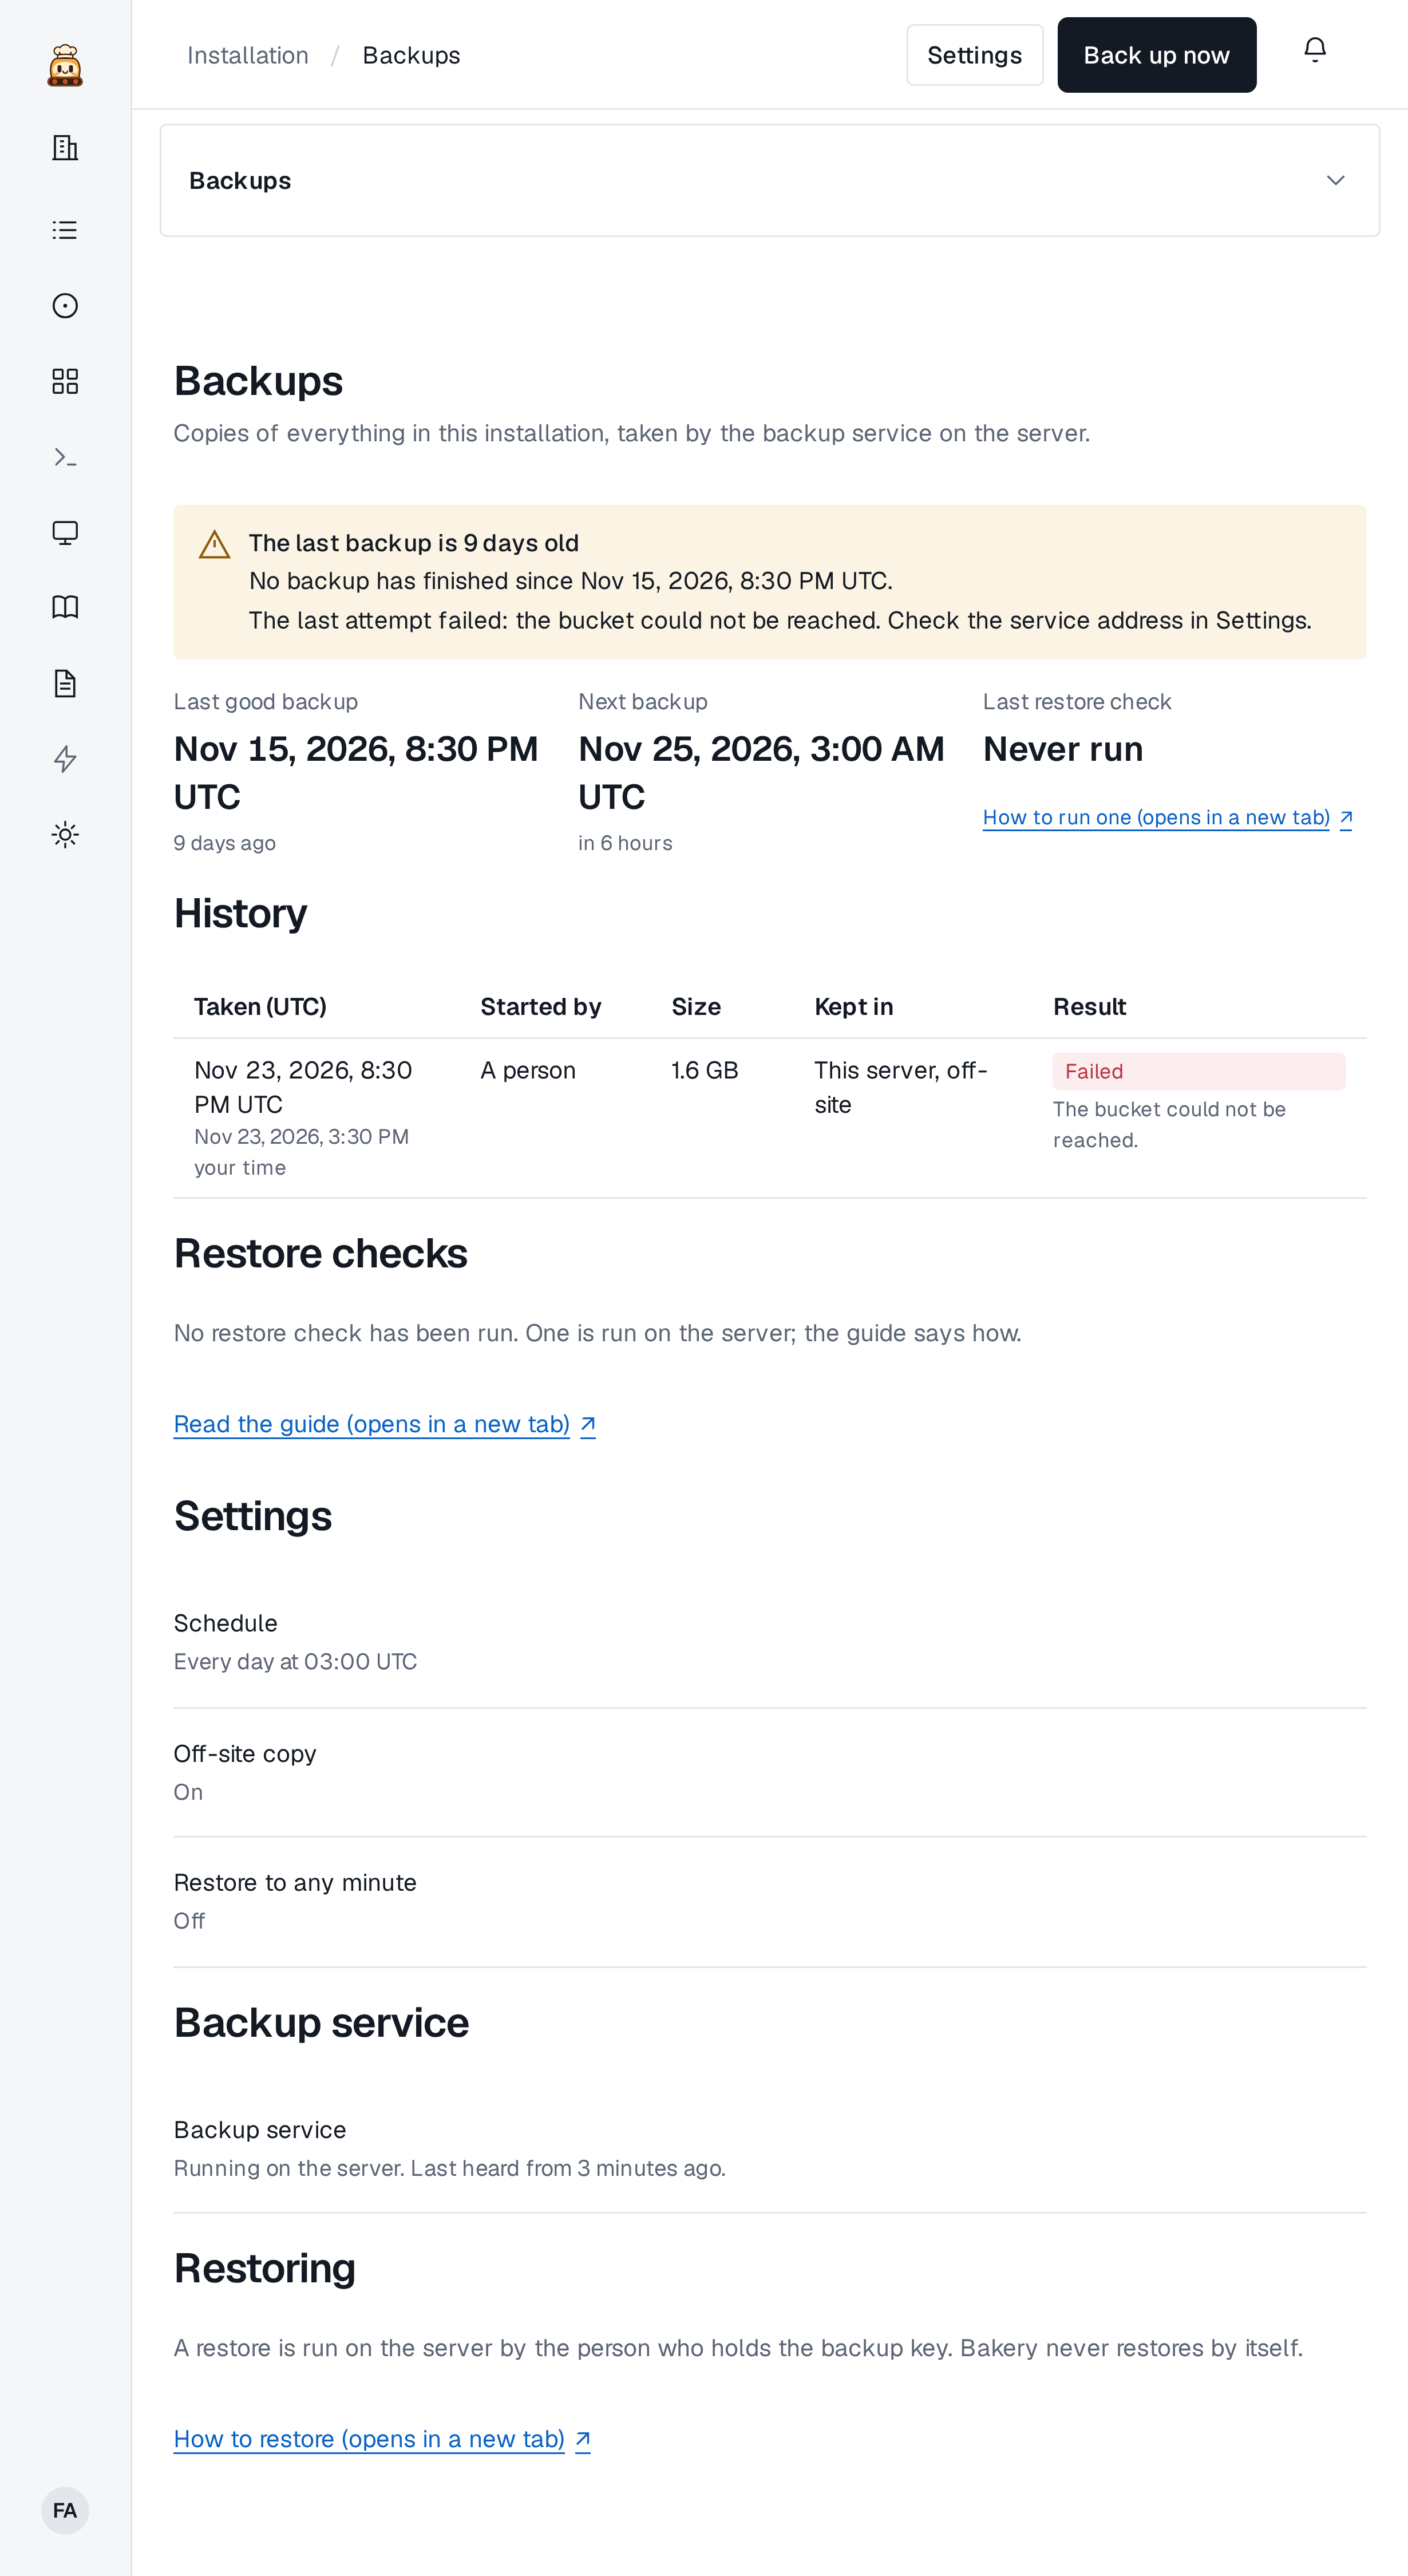 Installation / Backups
Settings
Back up now
Backups
Backups
Copies of everything in this installation, taken by the backup service on the server.
The last backup is 9 days old
No backup has finished since Nov 15, 2026, 8:30 PM UTC.
The last attempt failed: the bucket could not be reached. Check the service address in Settings.
Last good backup
Nov 15, 2026, 8:30 PM
UTC
9 days ago
Next backup
Nov 25, 2026, 3:00 AM
UTC
in 6 hours
Last restore check
Never run
How to run one (opens in a new tab)
History
Taken (UTC) Started by Size Kept in Result
Nov 23, 2026, 8:30
PM UTC
Nov 23, 2026, 3:30 PM
your time
A person
1.6 GB
This server, off-
site
Failed
The bucket could not be
reached.
Restore checks
No restore check has been run. One is run on the server; the guide says how.
Read the guide (opens in a new tab)
Settings
Schedule
Every day at 03:00 UTC
Off-site copy
On
Restore to any minute
Off
Backup service
Backup service
Running on the server. Last heard from 3 minutes ago.
Restoring
A restore is run on the server by the person who holds the backup key. Bakery never restores by itself.
How to restore (opens in a new tab)
FA